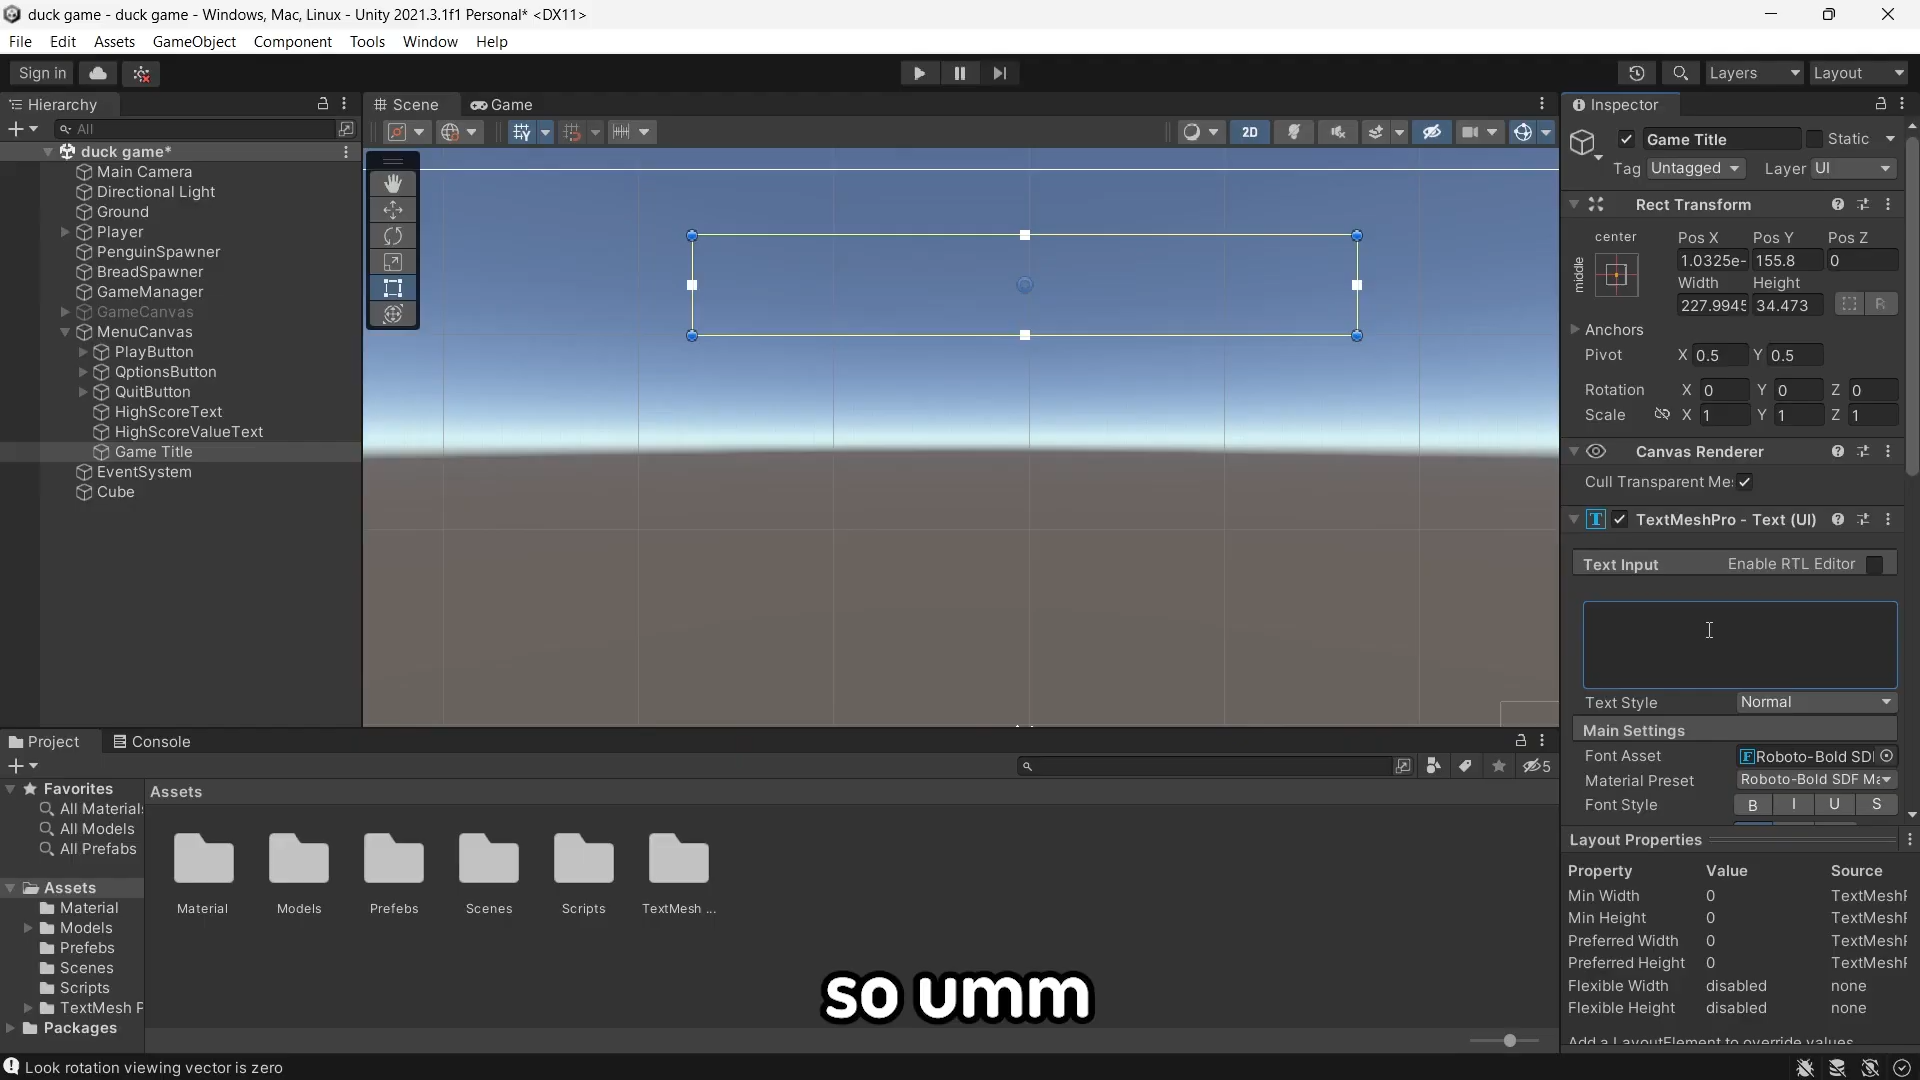 duck game - duck game - Windows, Mac, Linux - Unity 2021.3.1f1 Personal* <DX11>
File Edit Assets GameObject Component Tools Window Help
Sign in
Layers
Layout
Hierarchy
All
duck game*
Main Camera
Directional Light
Ground
Player
PenguinSpawner
BreadSpawner
GameManager
GameCanvas
MenuCanvas
PlayButton
QptionsButton
QuitButton
HighScoreText
HighScoreValueText
Game Title
EventSystem
Cube
Scene
Game
2D
Inspector
Game Title
Static
Tag Untagged Layer UI
Rect Transform
center
middle
Pos X Pos Y Pos Z
1.0325e- 155.8 0
Width Height
227.9945 34.473
R
Anchors
Pivot X 0.5 Y 0.5
Rotation X 0 Y 0 Z 0
Scale X 1 Y 1 Z 1
Canvas Renderer
Cull Transparent Me:
TextMeshPro - Text (UI)
Text Input Enable RTL Editor
Text Style Normal
Main Settings
Font Asset Roboto-Bold SDI
Material Preset Roboto-Bold SDF Ma
Font Style B I U S
Layout Properties
Property Value Source
Min Width 0 TextMeshF
Min Height 0 TextMeshF
Preferred Width 0 TextMeshF
Preferred Height 0 TextMeshF
Flexible Width disabled none
Flexible Height disabled none
Add a LayoutElement to override values
Project
Console
5
Favorites
All Materials
All Models
All Prefabs
Assets
Material
Models
Prefebs
Scenes
Scripts
TextMesh P
Packages
Assets
Material
Models
Prefebs
Scenes
Scripts
TextMesh ...
so umm
Look rotation viewing vector is zero